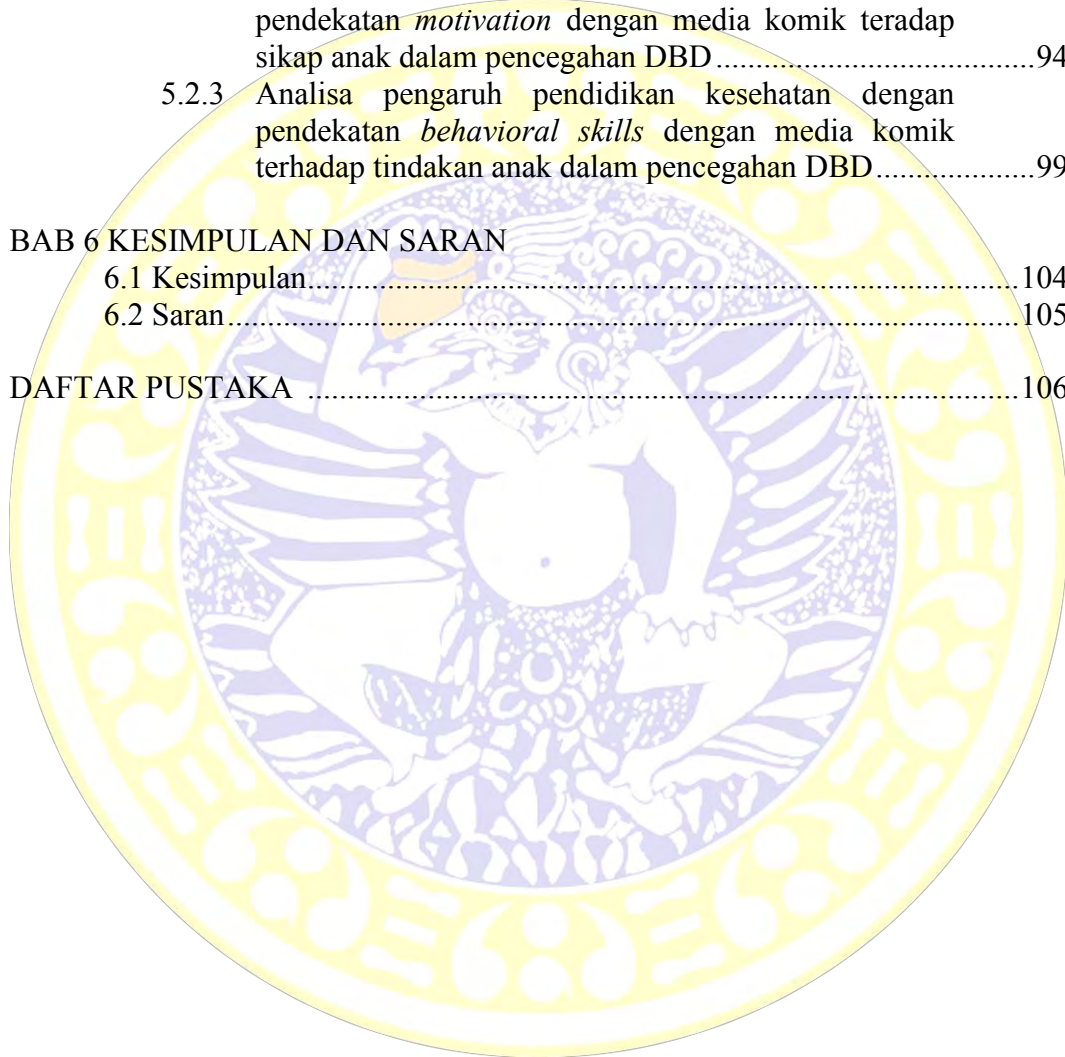 pendekatan motivation dengan media komik teradap
sikap anak dalam pencegahan DBD.............................................94
5.2.3 Analisa pengaruh pendidikan kesehatan dengan
pendekatan behavioral skills dengan media komik
terhadap tindakan anak dalam pencegahan DBD....................99
BAB 6 KESIMPULAN DAN SARAN
6.1 Kesimpulan..........................................................................................104
6.2 Saran....................................................................................................105
DAFTAR PUSTAKA ..........................................................................................106